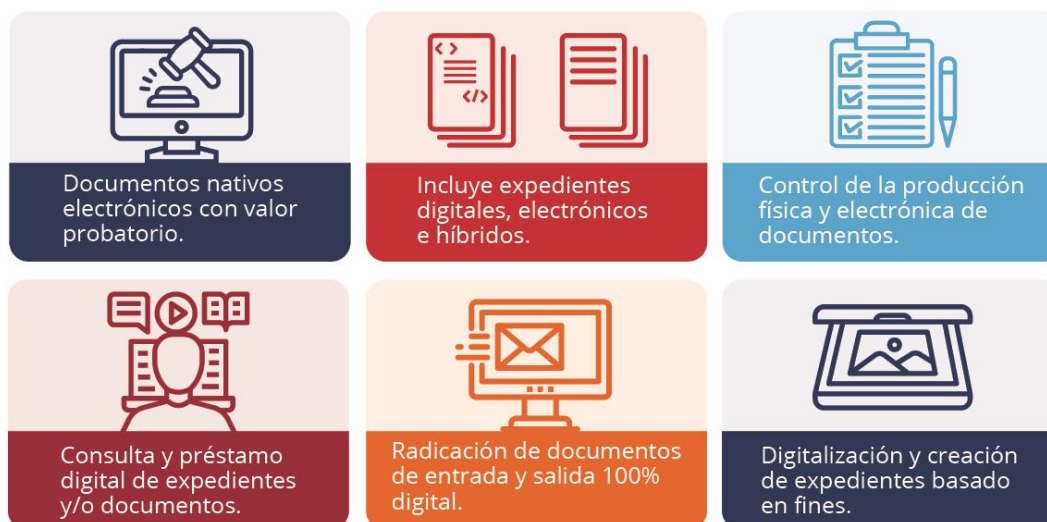 Documentos nativos
electrónicos con valor
probatorio.
Incluye expedientes
digitales, electrónicos
e híbridos.
Control de la producción
física y electrónica de
documentos.
Consulta y préstamo
digital de expedientes
y/o documentos.
Radicación de documentos
de entrada y salida 100%
digital.
Digitalización y creación
de expedientes basado
en fines.